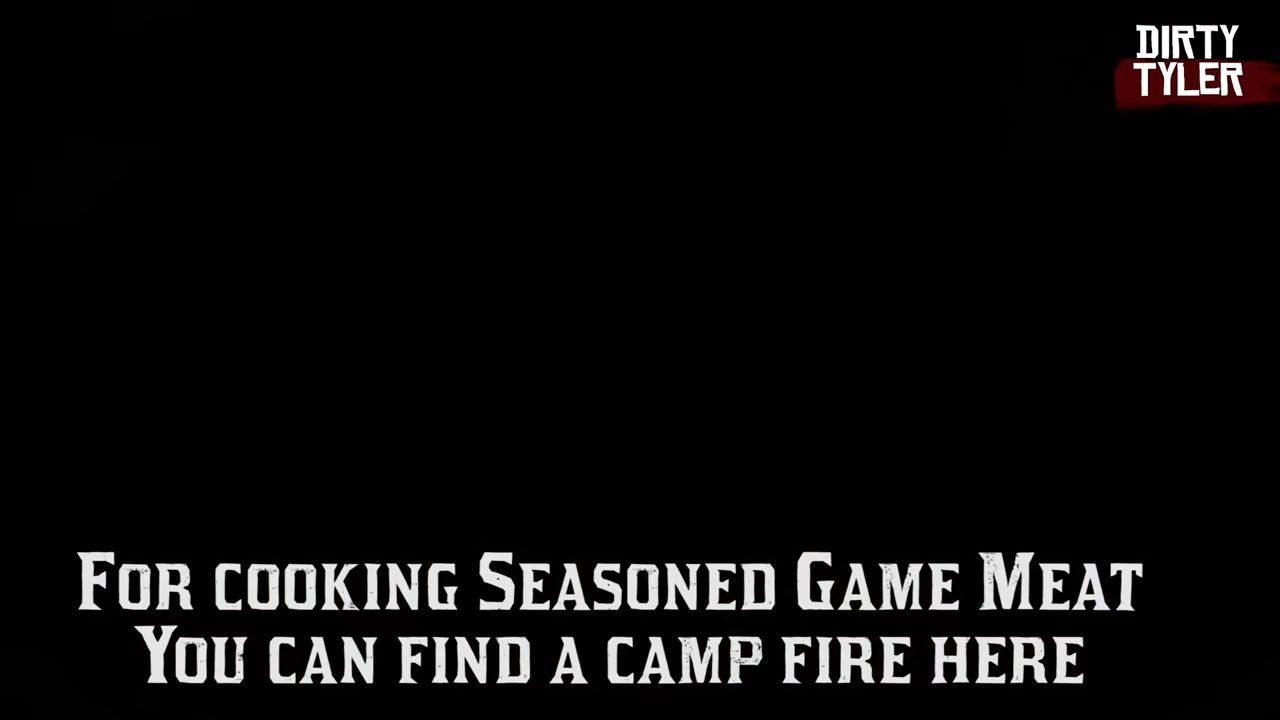 DIRTY
TYLER
FOR COOKING SEASONED GAME MEAT
YOU CAN FIND A CAMP FIRE HERE